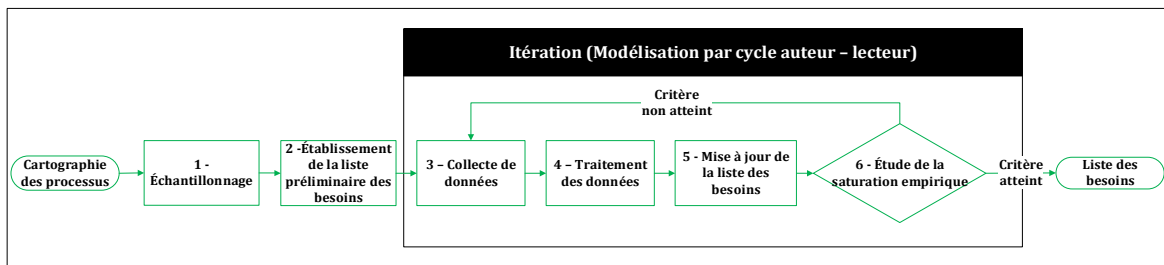 Itération (Modélisation par cycle auteur – lecteur)
Critère
non atteint
Cartographie
des processus
1 -
Échantillonnage
2 -Établissement
de la liste
préliminaire des
besoins
3 – Collecte de
données
4 – Traitement
des données
5 - Mise à jour de
la liste des
besoins
6 - Étude de la
saturation empirique
Critère
atteint
Liste des
besoins